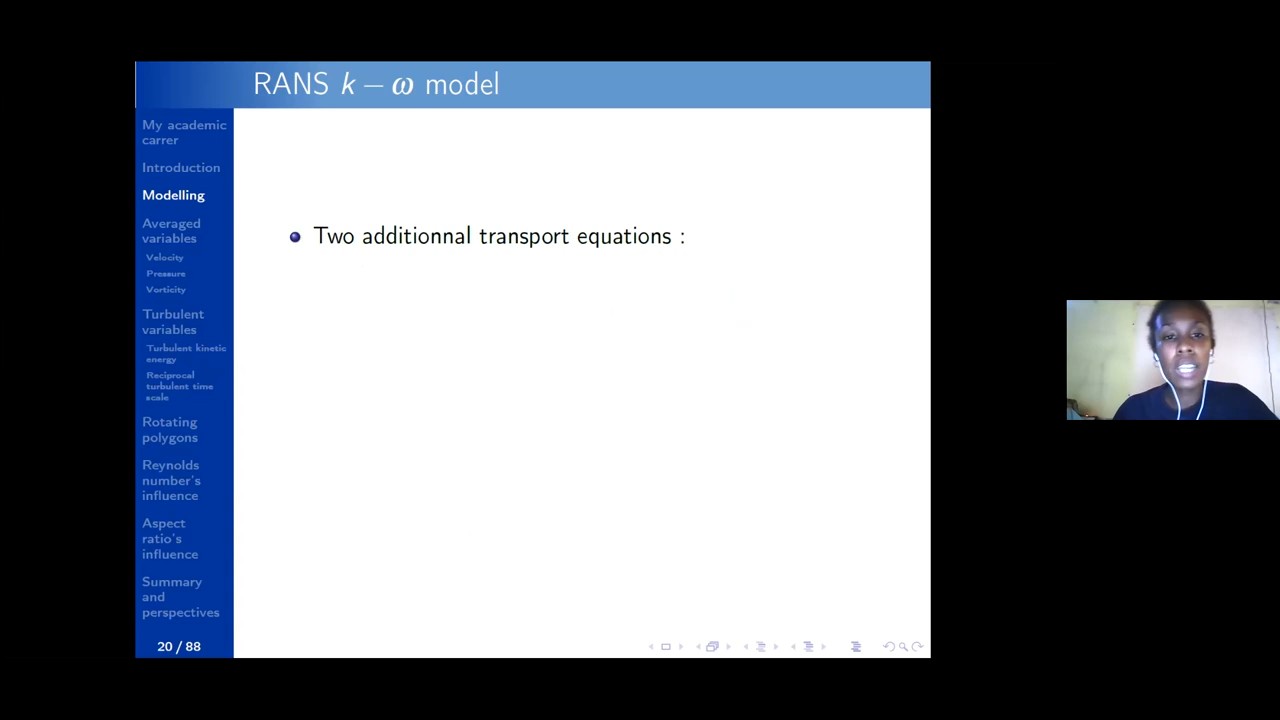 RANS k − ω model
My academic
carrer
Introduction
Modelling
Averaged
variables
Velocity
Pressure
Vorticity
Turbulent
variables
Turbulent kinetic
energy
Reciprocal
turbulent time
scale
Rotating
polygons
Reynolds
number's
influence
Aspect
ratio's
influence
Summary
and
perspectives
20 / 88
Two additionnal transport equations :